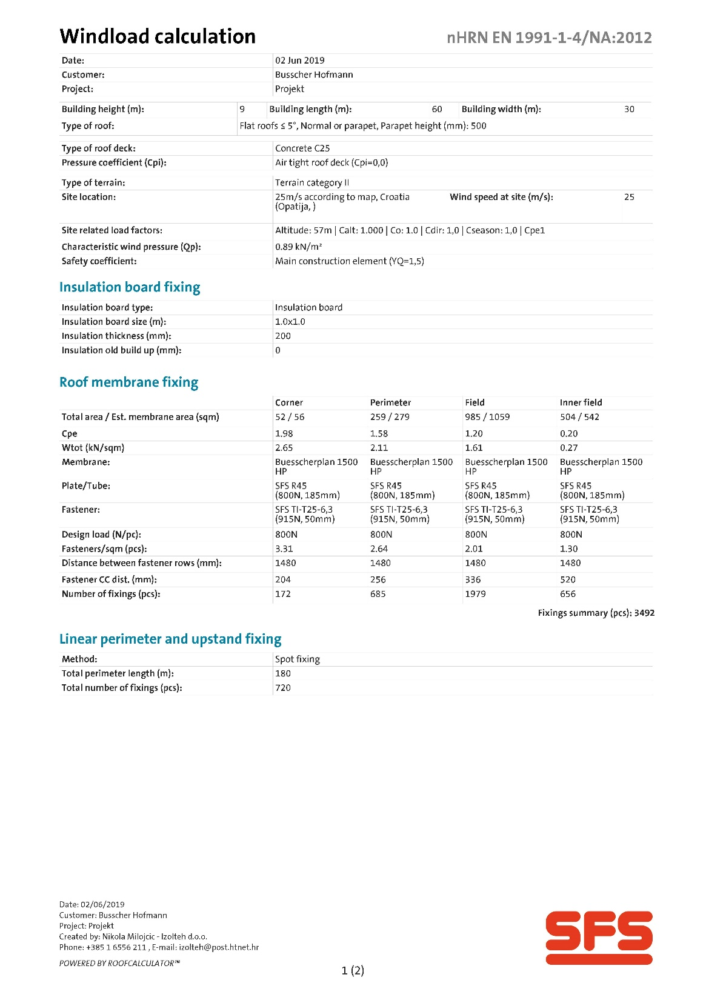 Windload calculation nHRN EN 1991-1-4/NA:2012
Date: 02 Jun 2019
Customer: Busscher Hofmann
Project: Projekt
Building height (m): 9 Building length (m): 60 Building width (m): 30
Type of roof: Flat roofs ≤ 5°, Normal or parapet, Parapet height (mm): 500
Type of roof deck: Concrete C25
Pressure coefficient (Cpi): Air tight roof deck (Cpi=0,0)
Type of terrain: Terrain category II
Site location: 25m/s according to map, Croatia Wind speed at site (m/s): 25
(Opatija, )
Site related load factors: Altitude: 57m | Calt: 1.000 | Co: 1.0 | Cdir: 1,0 | Cseason: 1,0 | Cpe1
Characteristic wind pressure (Qp): 0.89 kN/m²
Safety coefficient: Main construction element (YQ=1,5)
Insulation board fixing
Insulation board type: Insulation board
Insulation board size (m): 1.0x1.0
Insulation thickness (mm): 200
Insulation old build up (mm): 0
Roof membrane fixing
Corner Perimeter Field Inner field
Total area / Est. membrane area (sqm) 52 / 56 259 / 279 985 / 1059 504 / 542
Cpe 1.98 1.58 1.20 0.20
Wtot (kN/sqm) 2.65 2.11 1.61 0.27
Membrane: Buesscherplan 1500 Buesscherplan 1500 Buesscherplan 1500 Buesscherplan 1500
HP HP HP HP
Plate/Tube: SFS R45 SFS R45 SFS R45 SFS R45
(800N, 185mm) (800N, 185mm) (800N, 185mm) (800N, 185mm)
Fastener: SFS TI-T25-6,3 SFS TI-T25-6,3 SFS TI-T25-6,3 SFS TI-T25-6,3
(915N, 50mm) (915N, 50mm) (915N, 50mm) (915N, 50mm)
Design load (N/pc): 800N 800N 800N 800N
Fasteners/sqm (pcs): 3.31 2.64 2.01 1.30
Distance between fastener rows (mm): 1480 1480 1480 1480
Fastener CC dist. (mm): 204 256 336 520
Number of fixings (pcs): 172 685 1979 656
Fixings summary (pcs): 3492
Linear perimeter and upstand fixing
Method: Spot fixing
Total perimeter length (m): 180
Total number of fixings (pcs): 720
Date: 02/06/2019
Customer: Busscher Hofmann
Project: Projekt
Created by: Nikola Milojcic - Izolteh d.o.o.
Phone: +385 1 6556 211 , E-mail: izolteh@post.htnet.hr
POWERED BY ROOFCALCULATOR™
1 (2)
SFS